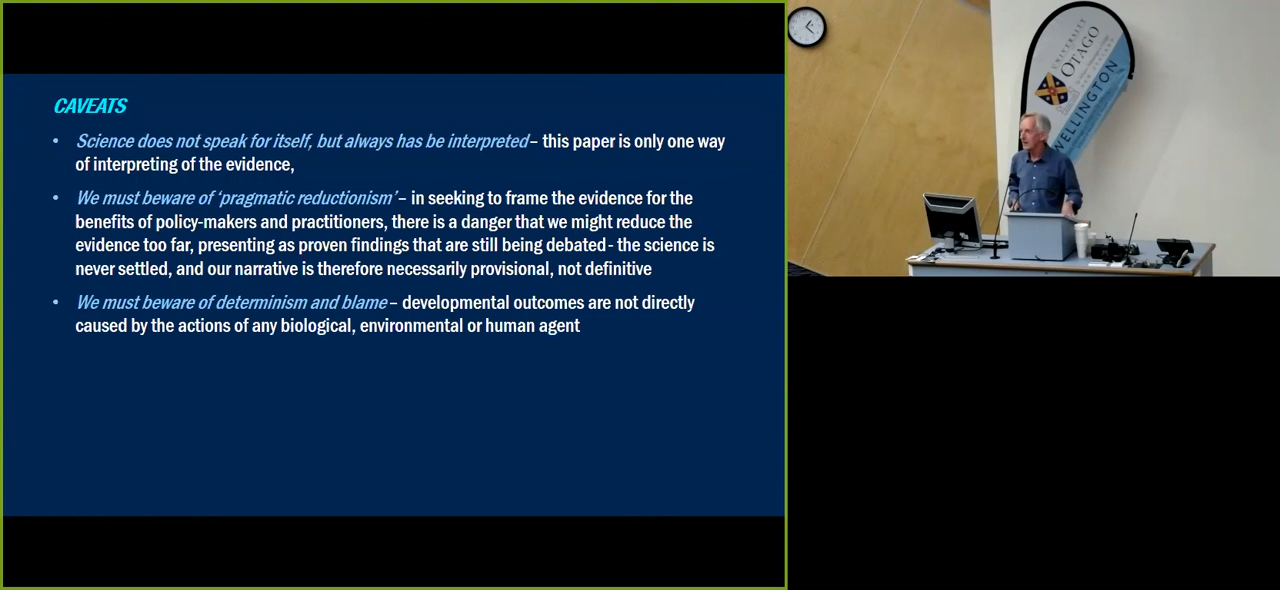 CAVEATS
• Science does not speak for itself, but always has be interpreted – this paper is only one way
of interpreting of the evidence,
• We must beware of ‘pragmatic reductionism’ – in seeking to frame the evidence for the
benefits of policy-makers and practitioners, there is a danger that we might reduce the
evidence too far, presenting as proven findings that are still being debated - the science is
never settled, and our narrative is therefore necessarily provisional, not definitive
• We must beware of determinism and blame – developmental outcomes are not directly
caused by the actions of any biological, environmental or human agent
UNIVERSITY
OTAGO
WELLINGTON